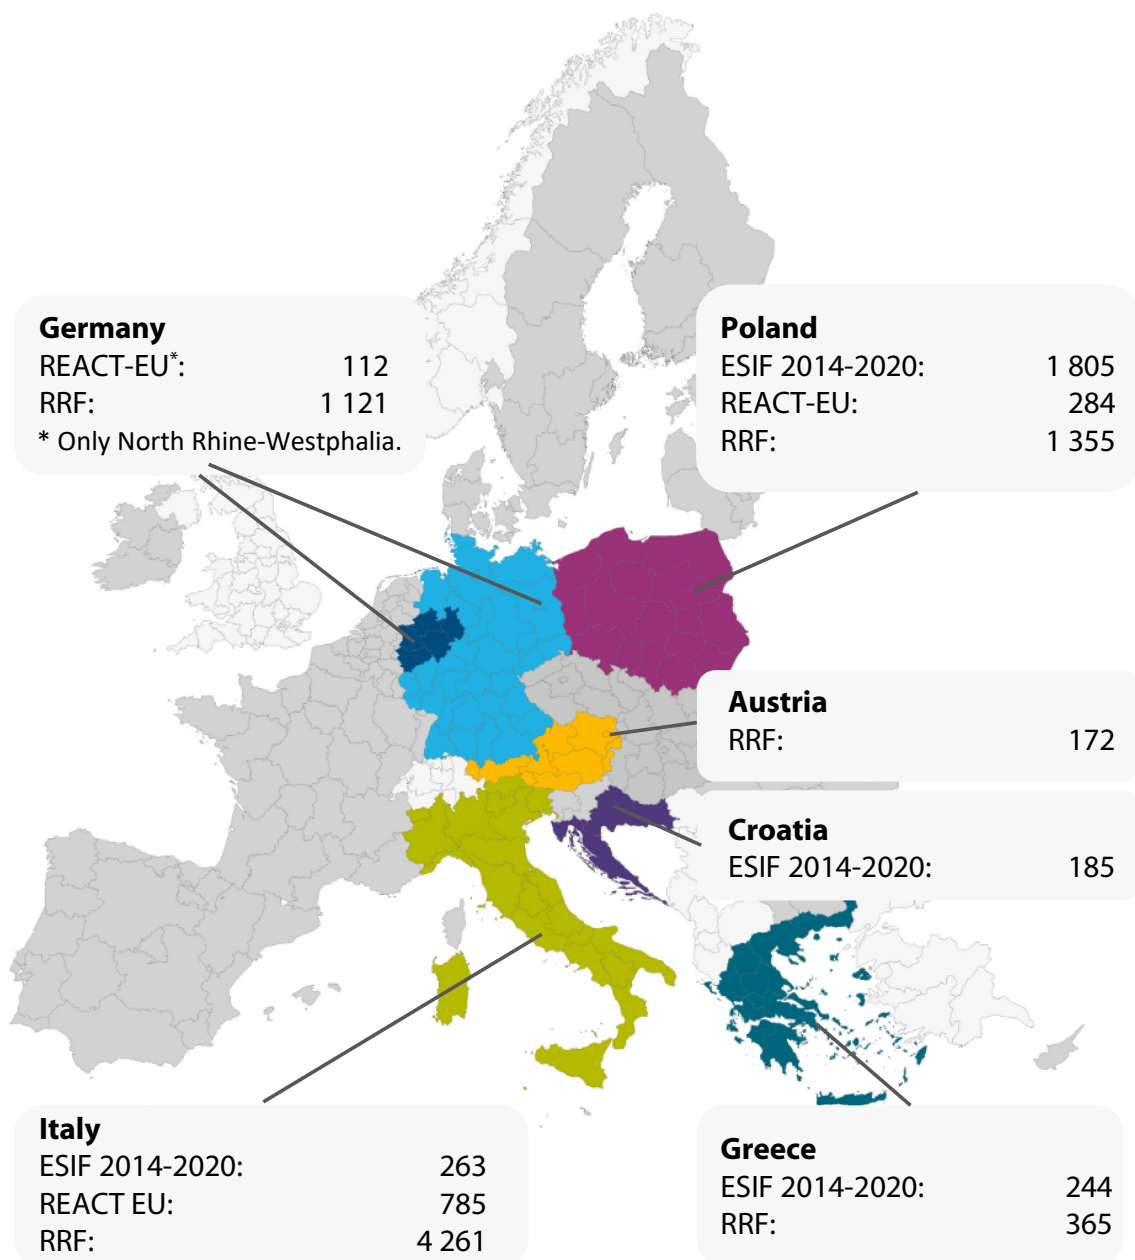 Germany
REACT-EU*: 112
RRF: 1 121
* Only North Rhine-Westphalia.
Poland
ESIF 2014-2020: 1 805
REACT-EU: 284
RRF: 1 355
Austria
RRF: 172
Croatia
ESIF 2014-2020: 185
Italy
ESIF 2014-2020: 263
REACT EU: 785
RRF: 4 261
Greece
ESIF 2014-2020: 244
RRF: 365